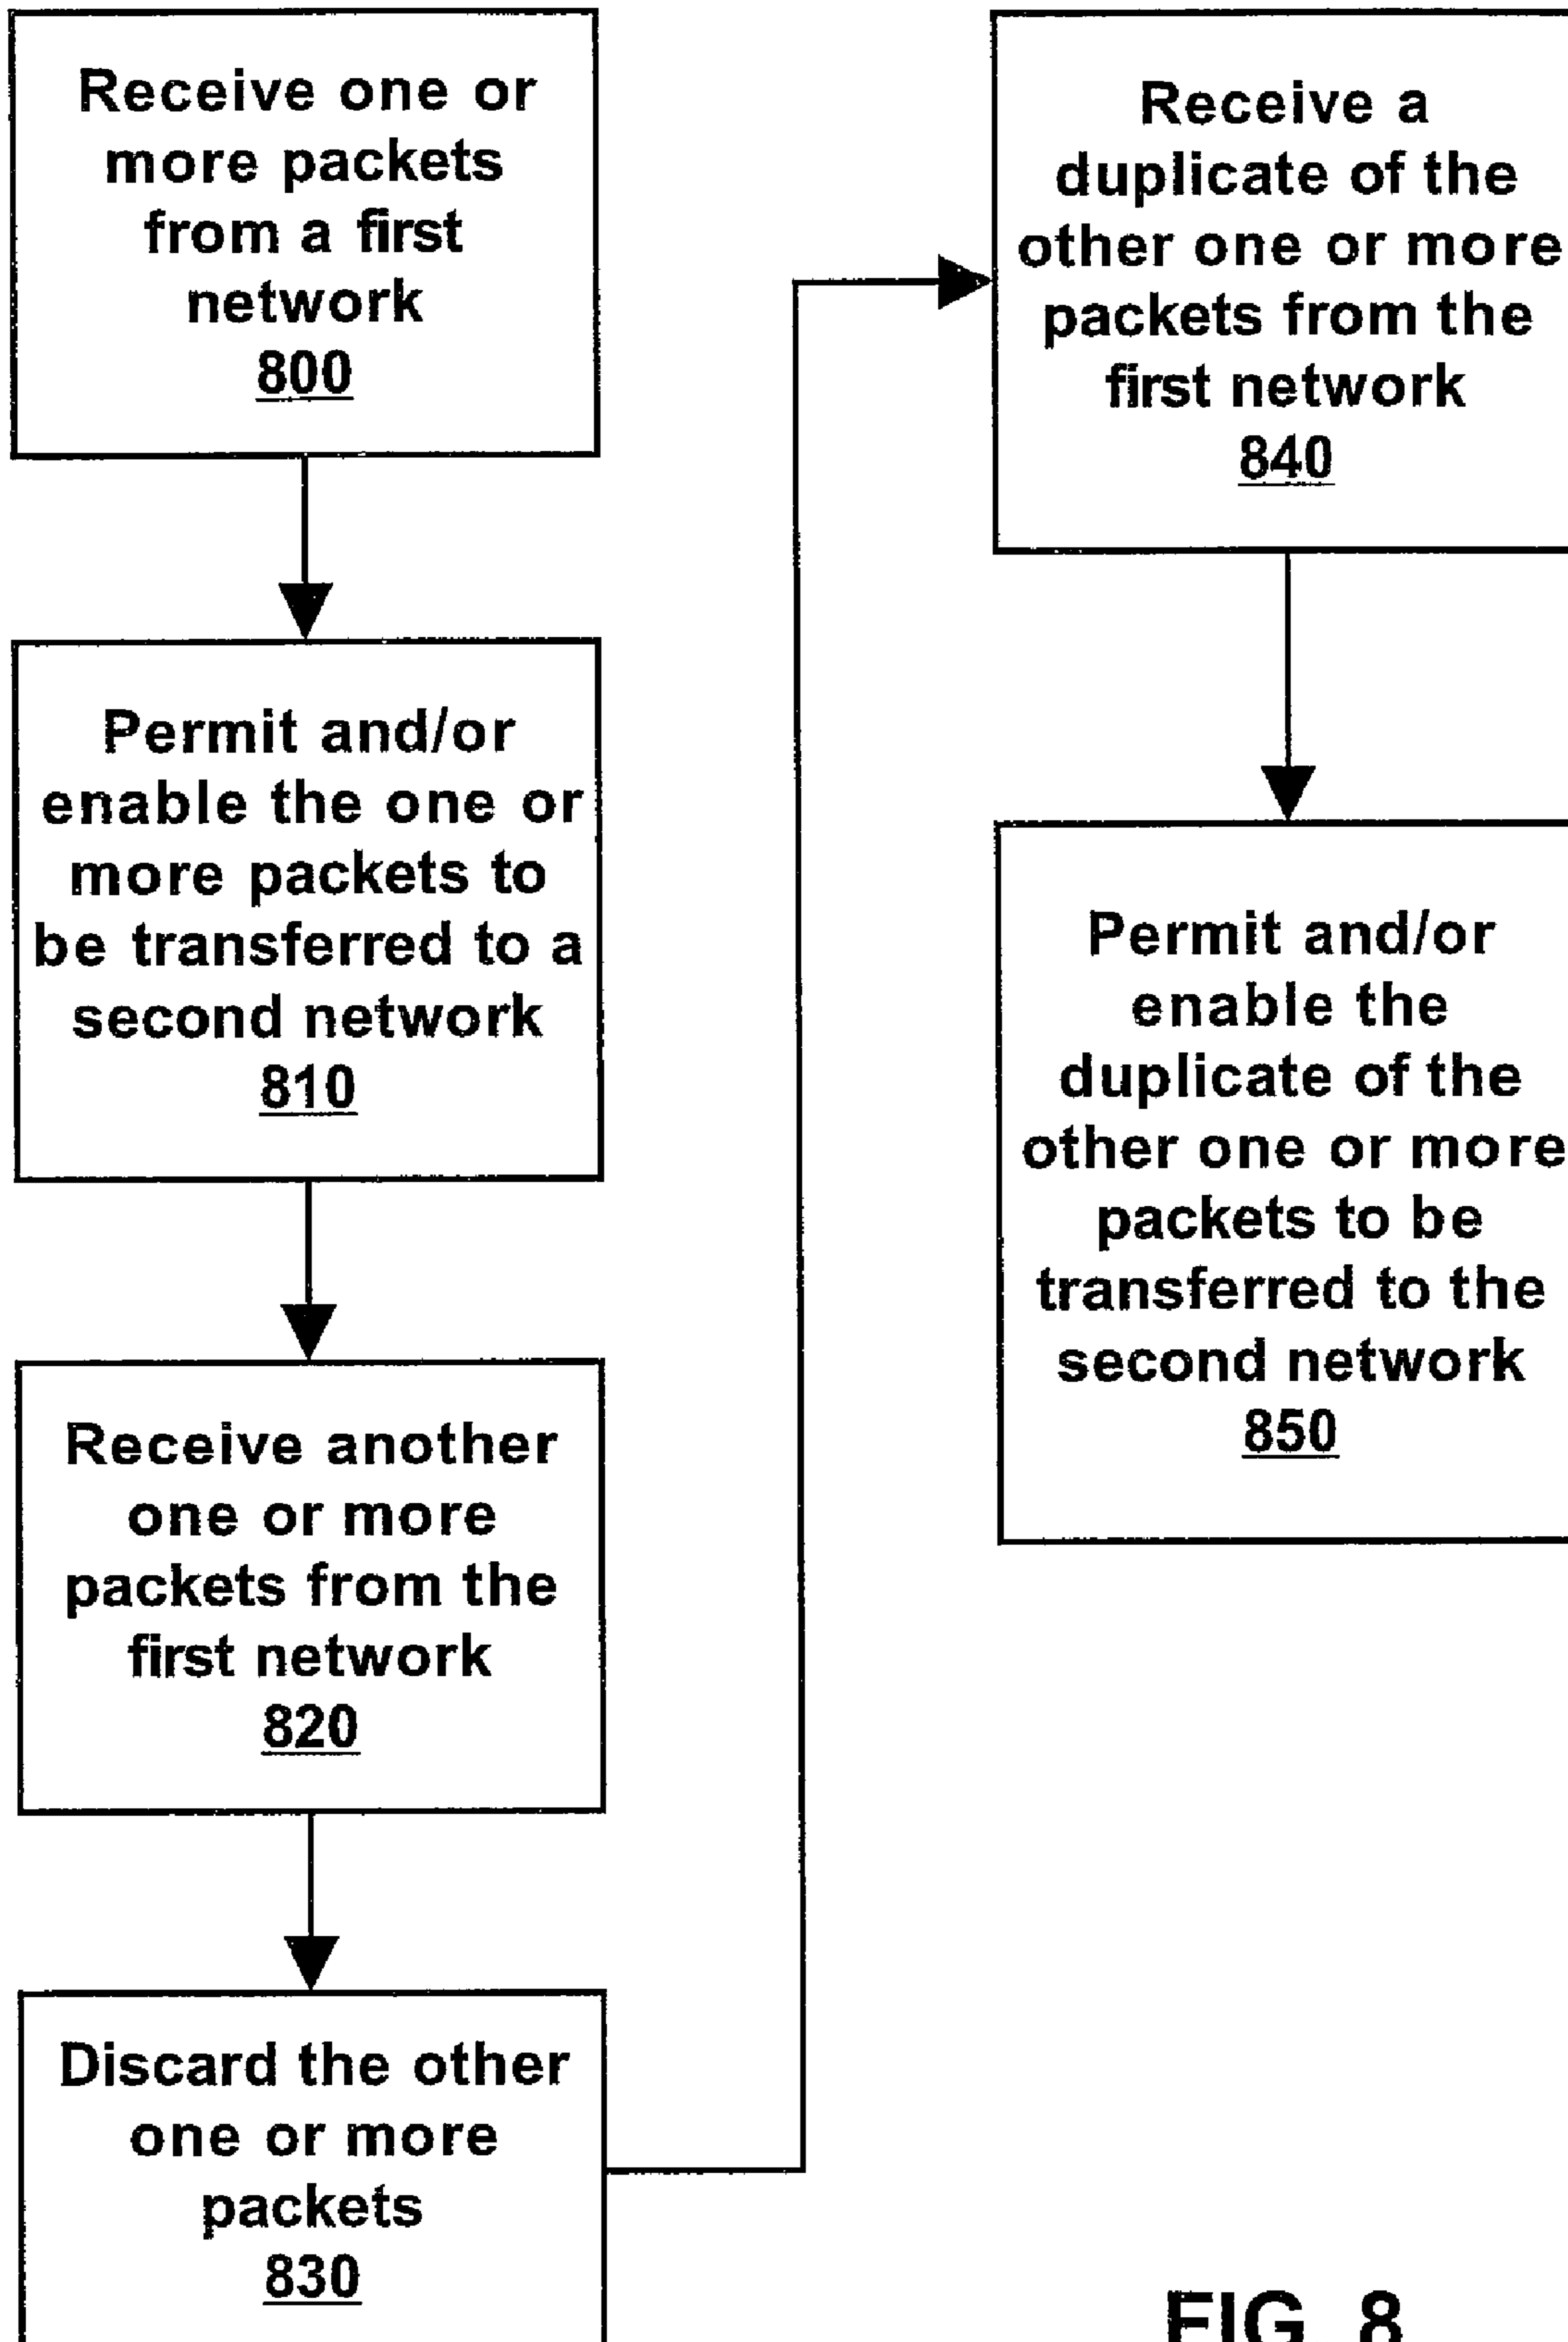 Receive one or
more packets
from a first
network
800
Permit and/or
enable the one or
more packets to
be transferred to a
second network
810
Receive another
one or more
packets from the
first network
820
Discard the other
one or more
packets
830
Receive a
duplicate of the
other one or more
packets from the
first network
840
Permit and/or
enable the
duplicate of the
other one or more
packets to be
transferred to the
second network
850
FIG. 8